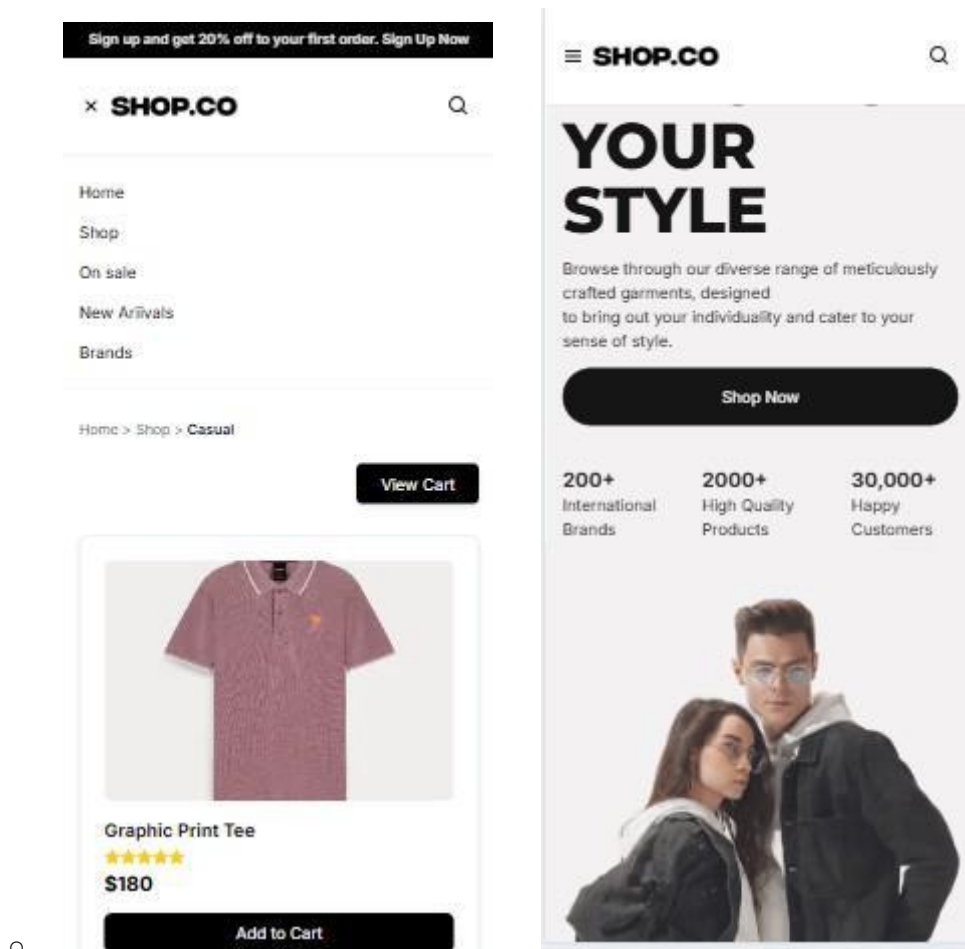 Sign up and get 20% off to your first order. Sign Up Now
× SHOP.CO
Home
Shop
On sale
New Ariivals
Brands
Home > Shop > Casual
View Cart
Graphic Print Tee
$180
Add to Cart
SHOP.CO
YOUR
STYLE
Browse through our diverse range of meticulously
crafted garments, designed
to bring out your individuality and cater to your
sense of style.
Shop Now
200+
International
Brands
2000+
High Quality
Products
30,000+
Happy
Customers